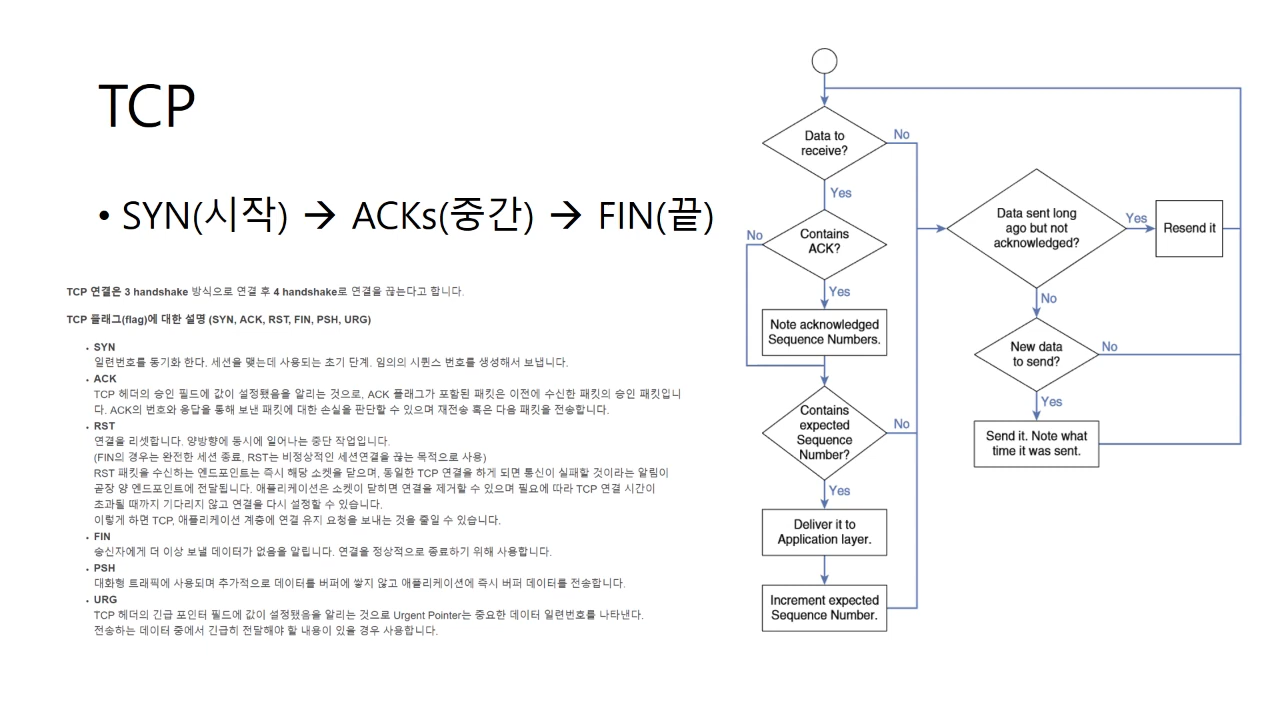 TCP
• SYN(시작) → ACKs(중간) → FIN(끝)
TCP 연결은 3 handshake 방식으로 연결 후 4 handshake로 연결을 끊는다고 합니다.
TCP 플래그(flag)에 대한 설명 (SYN, ACK, RST, FIN, PSH, URG)
• SYN
일련번호를 동기화 한다. 세션을 맺는데 사용되는 초기 단계. 임의의 시퀀스 번호를 생성해서 보냅니다.
• ACK
TCP 헤더의 승인 필드에 값이 설정됐음을 알리는 것으로, ACK 플래그가 포함된 패킷은 이전에 수신한 패킷의 승인 패킷입니
다. ACK의 번호와 응답을 통해 보낸 패킷에 대한 손실을 판단할 수 있으며 재전송 혹은 다음 패킷을 전송합니다.
• RST
연결을 리셋합니다. 양방향에 동시에 일어나는 중단 작업입니다.
(FIN의 경우는 완전한 세션 종료, RST는 비정상적인 세션연결을 끊는 목적으로 사용)
RST 패킷을 수신하는 엔드포인트는 즉시 해당 소켓을 닫으며, 동일한 TCP 연결을 하게 되면 통신이 실패할 것이라는 알림이
곧장 양 엔드포인트에 전달됩니다. 애플리케이션은 소켓이 닫히면 연결을 제거할 수 있으며 필요에 따라 TCP 연결 시간이
초과될 때까지 기다리지 않고 연결을 다시 설정할 수 있습니다.
이렇게 하면 TCP, 애플리케이션 계층에 연결 유지 요청을 보내는 것을 줄일 수 있습니다.
• FIN
송신자에게 더 이상 보낼 데이터가 없음을 알립니다. 연결을 정상적으로 종료하기 위해 사용합니다.
• PSH
대화형 트래픽에 사용되며 추가적으로 데이터를 버퍼에 쌓지 않고 애플리케이션에 즉시 버퍼 데이터를 전송합니다.
• URG
TCP 헤더의 긴급 포인터 필드에 값이 설정됐음을 알리는 것으로 Urgent Pointer는 중요한 데이터 일련번호를 나타낸다.
전송하는 데이터 중에서 긴급히 전달해야 할 내용이 있을 경우 사용합니다.
Data to
receive?
No
Yes
Contains
ACK?
No
Yes
Note acknowledged
Sequence Numbers.
Contains
expected
Sequence
Number?
No
Yes
Deliver it to
Application layer.
Increment expected
Sequence Number.
Data sent long
ago but not
acknowledged?
Yes
Resend it
No
New data
to send?
No
Yes
Send it. Note what
time it was sent.